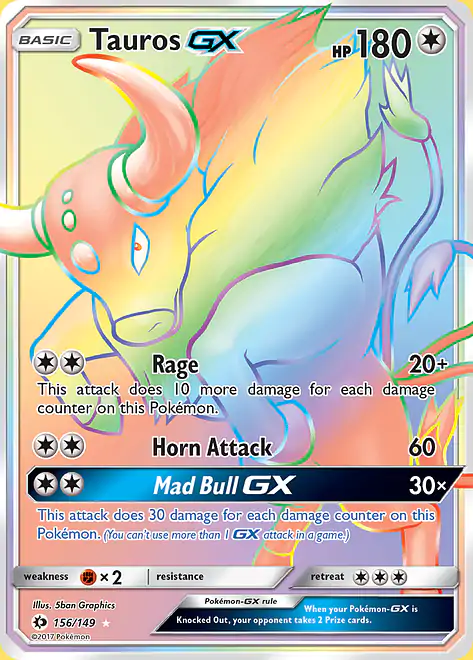 BASIC Tauros GX HP 180
Rage 20+
This attack does 10 more damage for each damage
counter on this Pokémon.
Horn Attack 60
Mad Bull GX 30×
This attack does 30 damage for each damage counter on this
Pokémon. (You can't use more than 1 GX attack in a game.)
weakness ×2 resistance retreat
Illus. 5ban Graphics
156/149
©2017 Pokémon
Pokémon-GX rule
When your Pokémon-GX is
Knocked Out, your opponent takes 2 Prize cards.